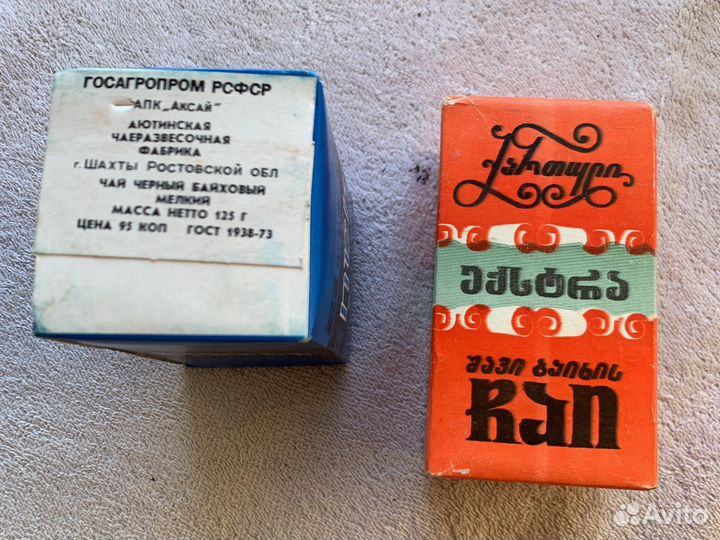 ГОСАГРОПРОМ РСФСР
АПК „Аксай"
АЮТИНСКАЯ
ЧАЕРАЗВЕСОЧНАЯ
ФАБРИКА
г. ШАХТЫ РОСТОВСКОЙ ОБЛ
ЧАЙ ЧЕРНЫЙ БАЙХОВЫЙ
МЕЛКИЙ
МАССА НЕТТО 125 Г
ЦЕНА 95 КОП ГОСТ 1938-73
ქართული
ექსტრა
შავი ბაიხის
ჩაი
Avito